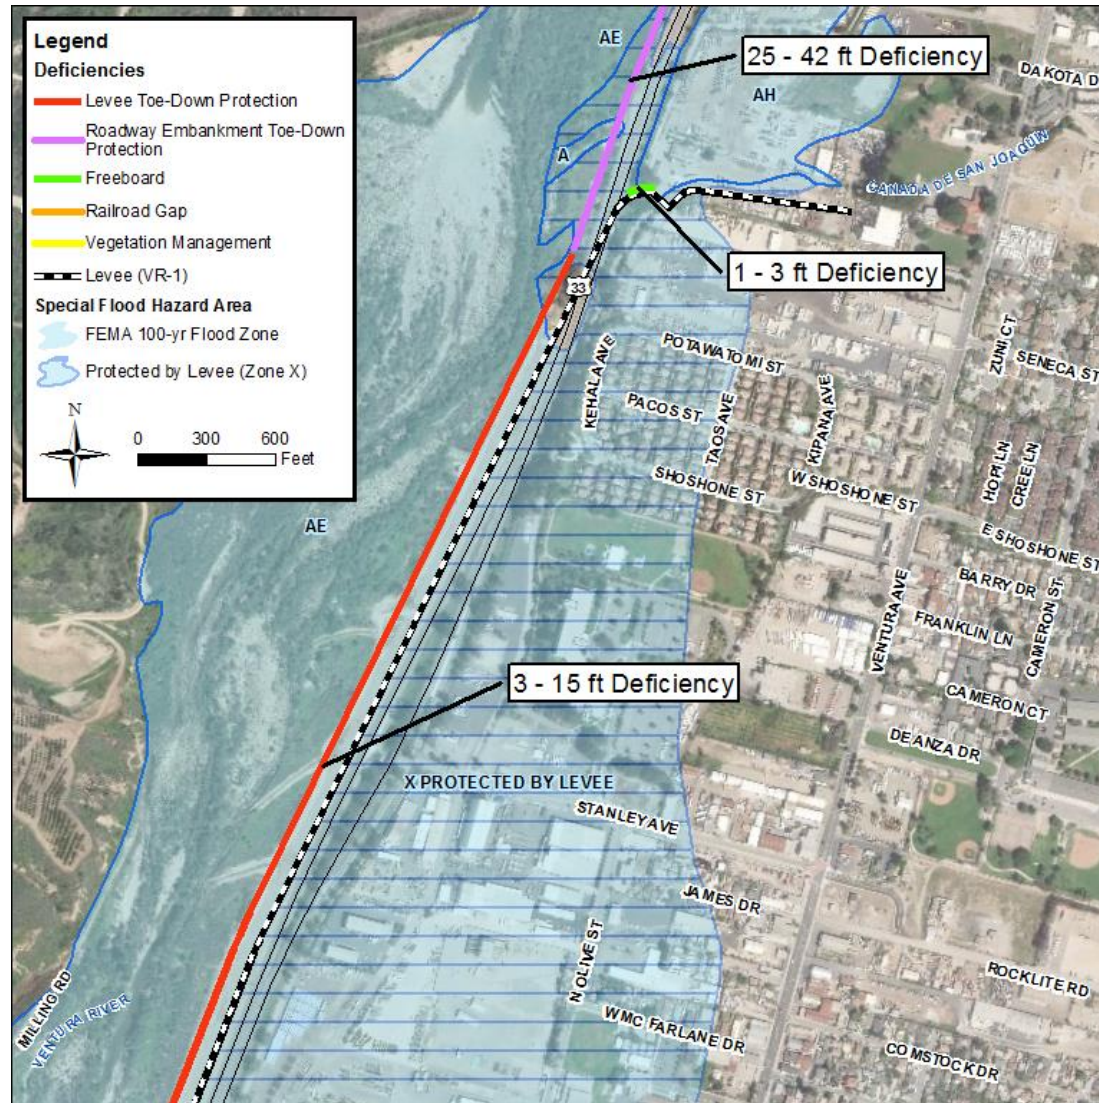 Legend
Deficiencies
Levee Toe-Down Protection
Roadway Embankment Toe-Down
Protection
Freeboard
Railroad Gap
Vegetation Management
Levee (VR-1)
Special Flood Hazard Area
FEMA 100-yr Flood Zone
Protected by Levee (Zone X)
N
0 300 600
Feet
AE
25 - 42 ft Deficiency
DAKOTA D
AH
A
CAÑADA DE SAN JOAQUIN
1 - 3 ft Deficiency
33
KEHALA AVE
POTAWATOMI ST
ZUNI CT
SENECA ST
PACOS ST
TAOS AVE
KIPANA AVE
SHOSHONE ST
W SHOSHONE ST
HOPI LN
CREE LN
E SHOSHONE ST
AE
BARRY DR
VENTURA AVE
FRANKLIN LN
CAMERON ST
3 - 15 ft Deficiency
CAMERON CT
DE ANZA DR
X PROTECTED BY LEVEE
STANLEY AVE
JAMES DR
N OLIVE ST
ROCKLITE RD
MILLING RD
VENTURA RIVER
W MC FARLANE DR
COMSTOCK DR